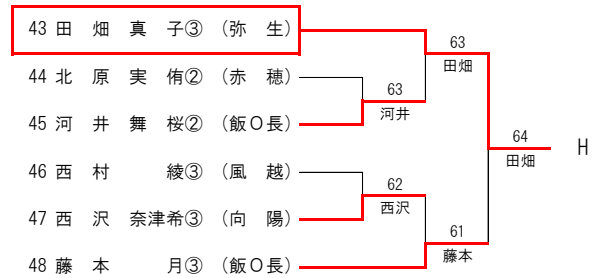 43 田 畑 真 子③ (弥 生)
63
田畑
44 北 原 実 侑② (赤 穂)
63
河井
45 河 井 舞 桜② (飯O長)
64
田畑
H
46 西 村 綾③ (風 越)
62
西沢
47 西 沢 奈津希③ (向 陽)
61
藤本
48 藤 本 月③ (飯O長)